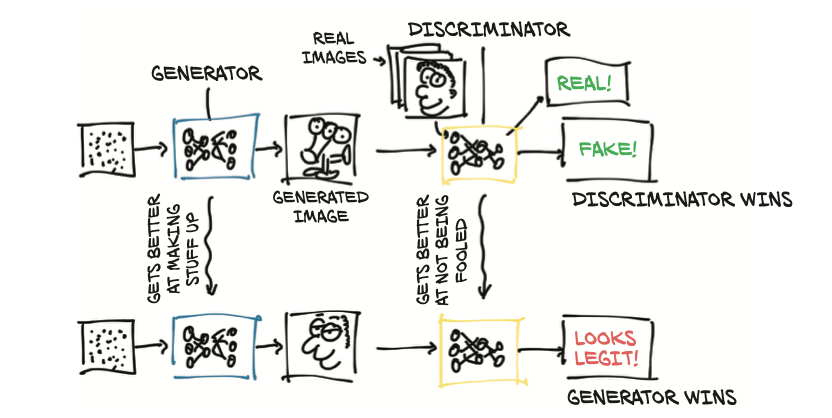 DISCRIMINATOR
REAL
IMAGES
GENERATOR
REAL!
FAKE!
DISCRIMINATOR WINS
GENERATED
IMAGE
GETS BETTER
AT MAKING
STUFF UP
GETS BETTER
AT NOT BEING
FOOLED
LOOKS
LEGIT!
GENERATOR WINS